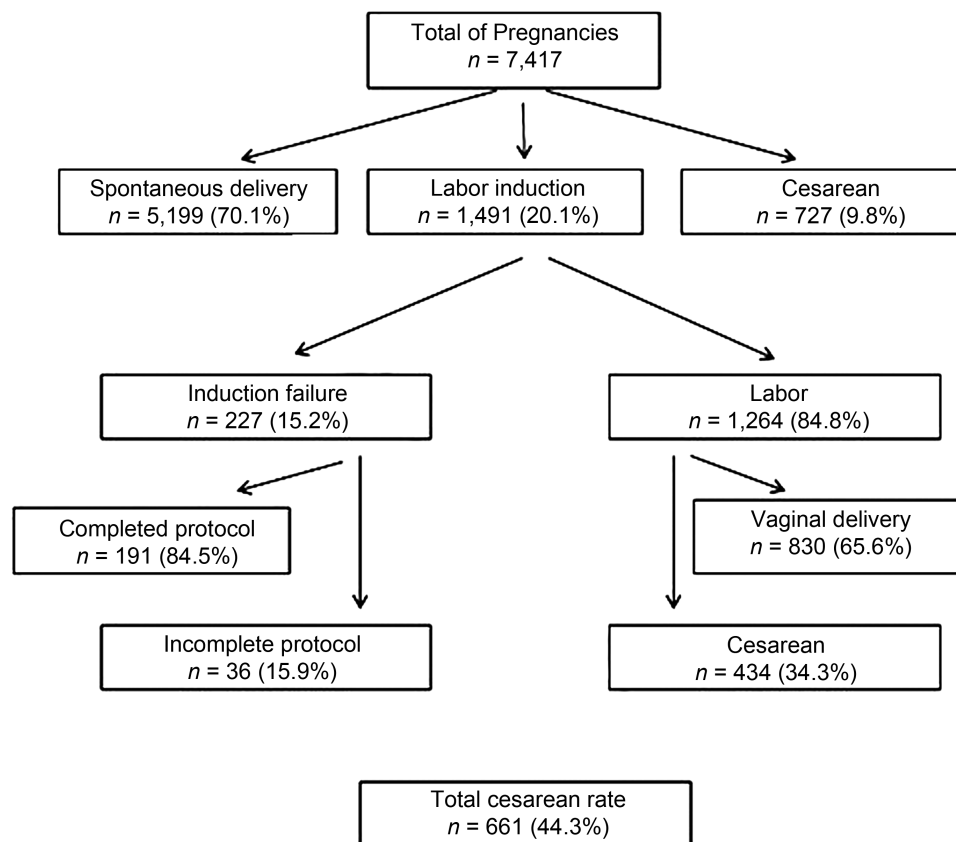 Total of Pregnancies
n = 7,417
Spontaneous delivery
n = 5,199 (70.1%)
Labor induction
n = 1,491 (20.1%)
Cesarean
n = 727 (9.8%)
Induction failure
n = 227 (15.2%)
Labor
n = 1,264 (84.8%)
Completed protocol
n = 191 (84.5%)
Vaginal delivery
n = 830 (65.6%)
Incomplete protocol
n = 36 (15.9%)
Cesarean
n = 434 (34.3%)
Total cesarean rate
n = 661 (44.3%)